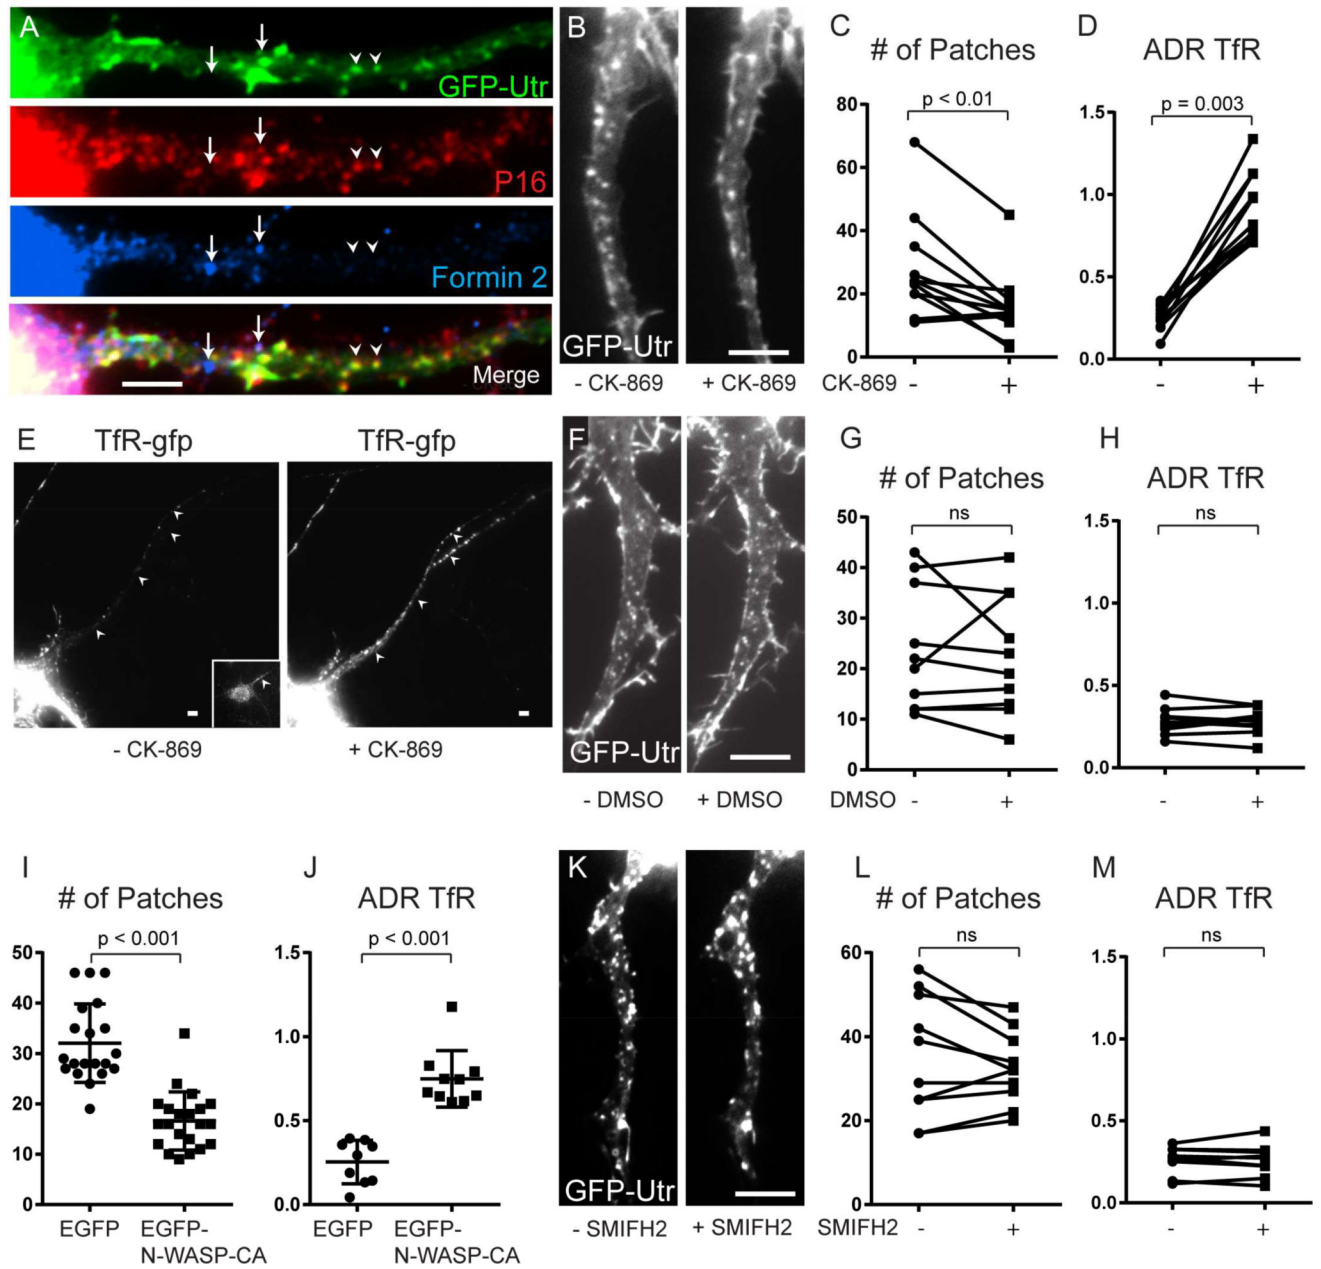 A
GFP-Utr
P16
Formin 2
Merge
B
GFP-Utr
- CK-869
+ CK-869
C
# of Patches
p < 0.01
80
60
40
20
0
CK-869
-
+
D
ADR TfR
p = 0.003
1.5
1.0
0.5
0.0
-
+
E
TfR-gfp
TfR-gfp
- CK-869
+ CK-869
F
GFP-Utr
- DMSO
+ DMSO
G
# of Patches
ns
50
40
30
20
10
0
DMSO
-
+
H
ADR TfR
ns
1.5
1.0
0.5
0.0
-
+
I
# of Patches
p < 0.001
50
40
30
20
10
0
EGFP
EGFP-
N-WASP-CA
J
ADR TfR
p < 0.001
1.5
1.0
0.5
0.0
EGFP
EGFP-
N-WASP-CA
K
GFP-Utr
- SMIFH2
+ SMIFH2
L
# of Patches
ns
60
40
20
0
SMIFH2
-
+
M
ADR TfR
ns
1.5
1.0
0.5
0.0
-
+